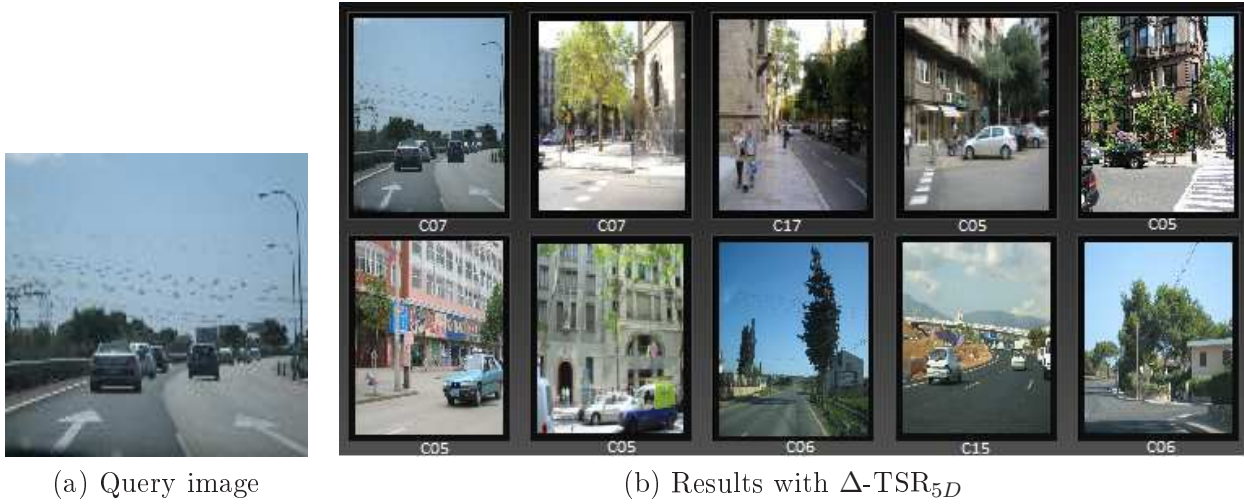 C07 C07 C17 C05 C05
C05 C05 C06 C15 C06
(a) Query image (b) Results with Δ-TSR5D